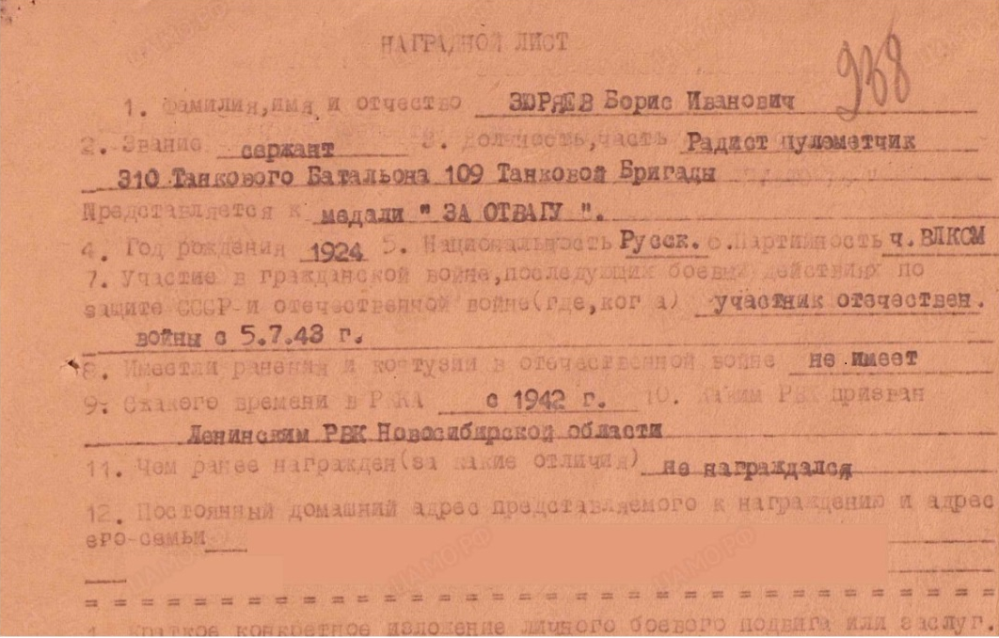 НАГРАДНОЙ ЛИСТ
938
1. Фамилия,имя и отчество ЗЮРЯЕВ Борис Иванович
2. Звание сержант 3. Должность,часть Радист пулеметчик
310 Танкового Батальона 109 Танковой Бригады
Представляется к медали " ЗА ОТВАГУ ".
4. Год рождения 1924 5. Национальность Русск. 6. Партийность ч. ВЛКСМ
7. Участие в гражданской войне,последующих боевых действиях по
защите СССР и отечественной войне(где,когда) участник отечествен.
войны с 5.7.43 г.
8. Имеет ли ранения и контузии в отечественной войне не имеет
9. С какого времени в РККА с 1942 г. 10. Каким РВК призван
Ленинским РВК Новосибирской области
11. Чем ранее награжден(за какие отличия) не награждался
12. Постоянный домашний адрес представляемого к награждению и адрес
его семьи
= = = = = = = = = = = = = = = = = = = = = = = = = = = = = = = = = = = = = =
1. Краткое конкретное изложение личного боевого подвига или заслуг.